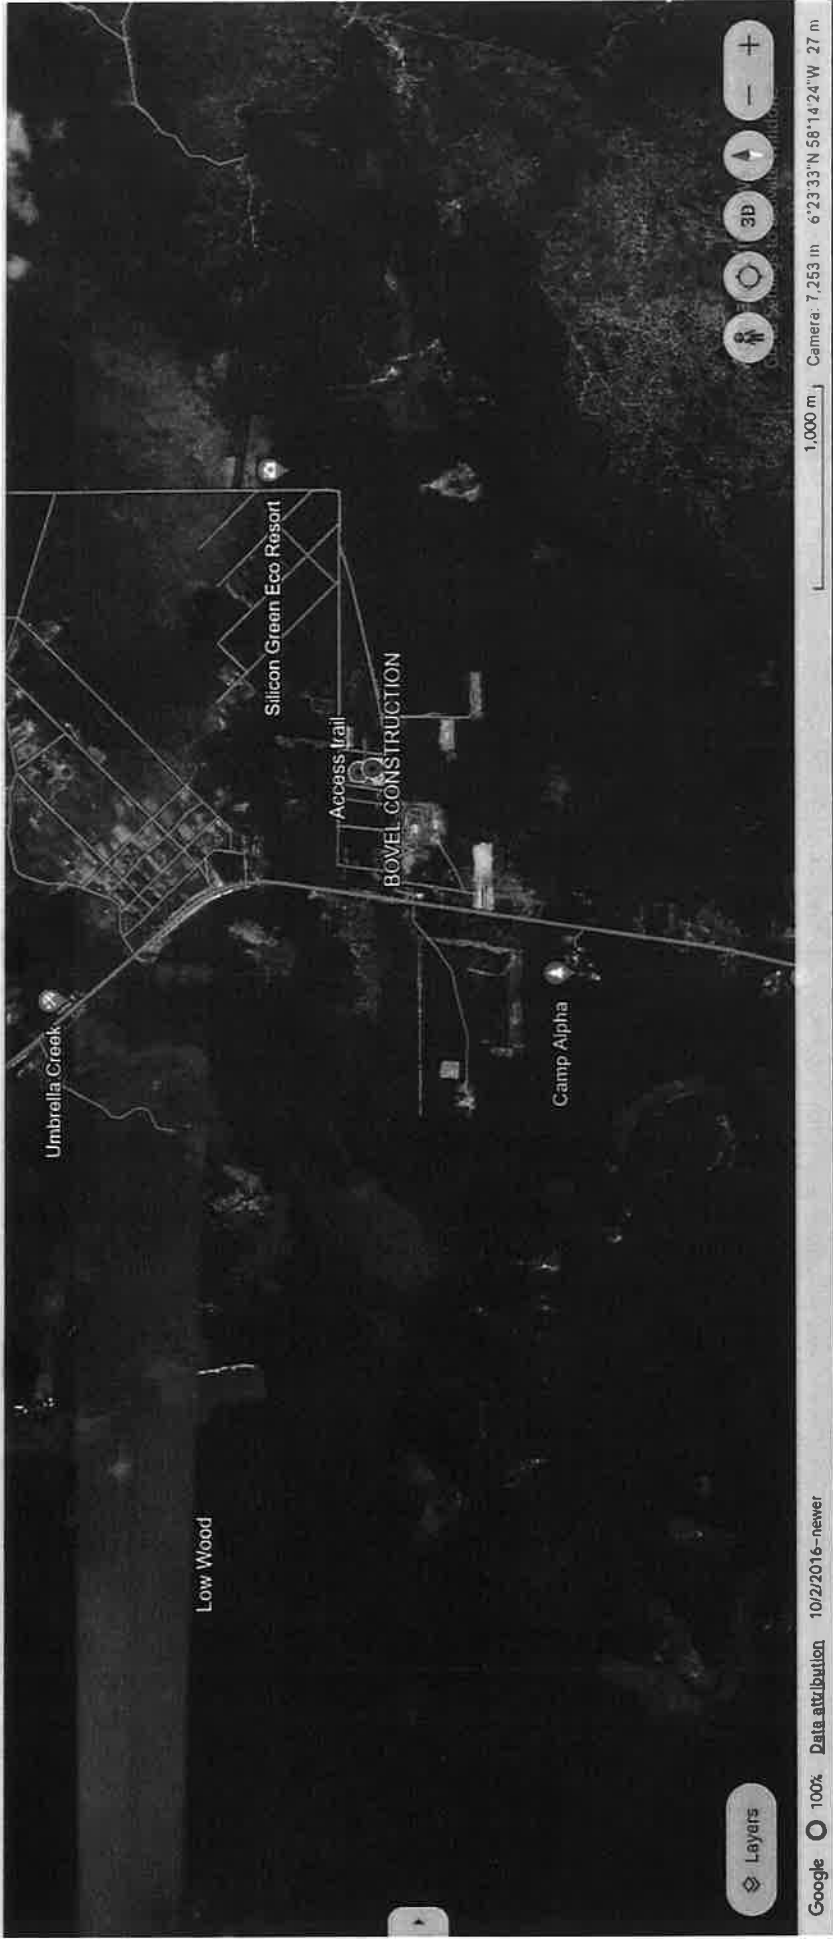 Umbrella Creek
Low Wood
Silicon Green Eco Resort
Access trail
BOVEL CONSTRUCTION
Camp Alpha
Layers
3D
Google 100% Data attribution 10/2/2016-newer
1,000 m
Camera: 7,253 m 6°23'33"N 58°14'24"W 27 m